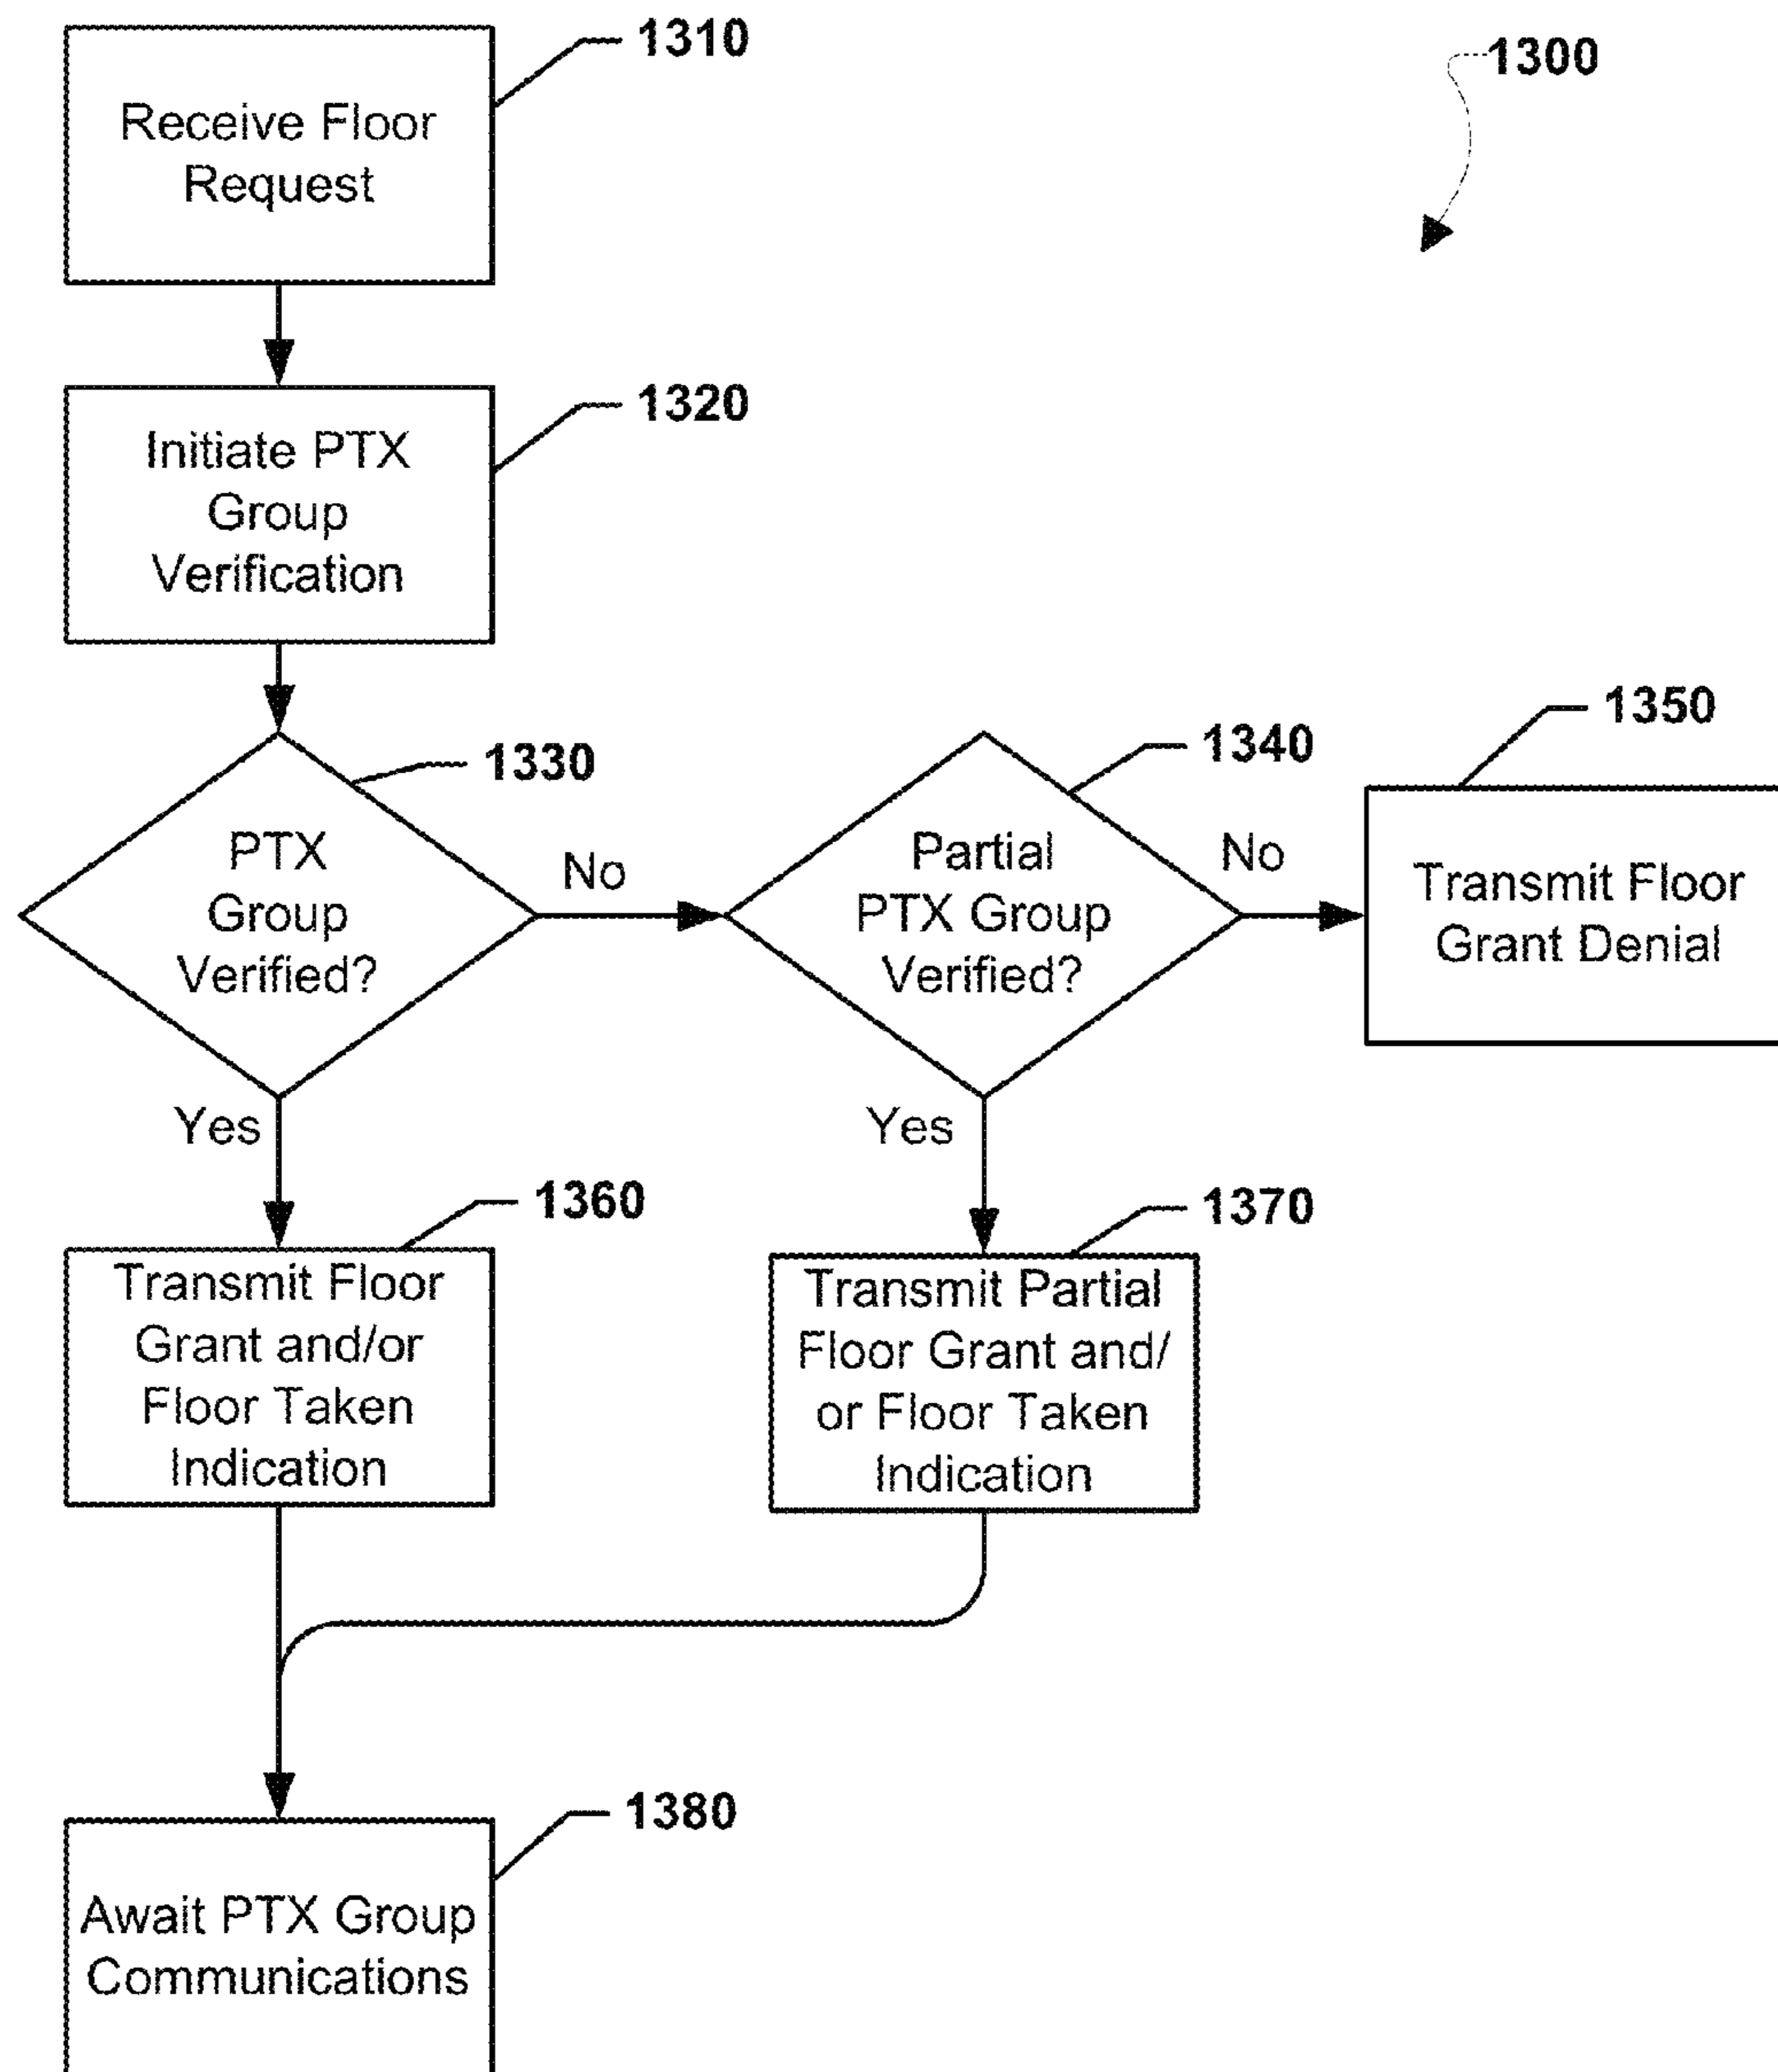 1310
1300
Receive Floor
Request
1320
Initiate PTX
Group
Verification
1330
1340
1350
PTX
Group
Verified?
No
Partial
PTX Group
Verified?
No
Transmit Floor
Grant Denial
Yes
Yes
1360
1370
Transmit Floor
Grant and/or
Floor Taken
Indication
Transmit Partial
Floor Grant and/
or Floor Taken
Indication
1380
Await PTX Group
Communications